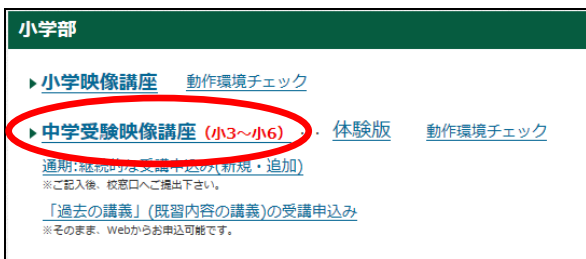 小学部
▶小学映像講座 動作環境チェック
▶中学受験映像講座(小3～小6)・・体験版 動作環境チェック
通期:継続的な受講申込み(新規・追加)
※ご記入後、校窓口へご提出下さい。
「過去の講義」(既習内容の講義)の受講申込み
※そのまま、Webからお申込可能です。